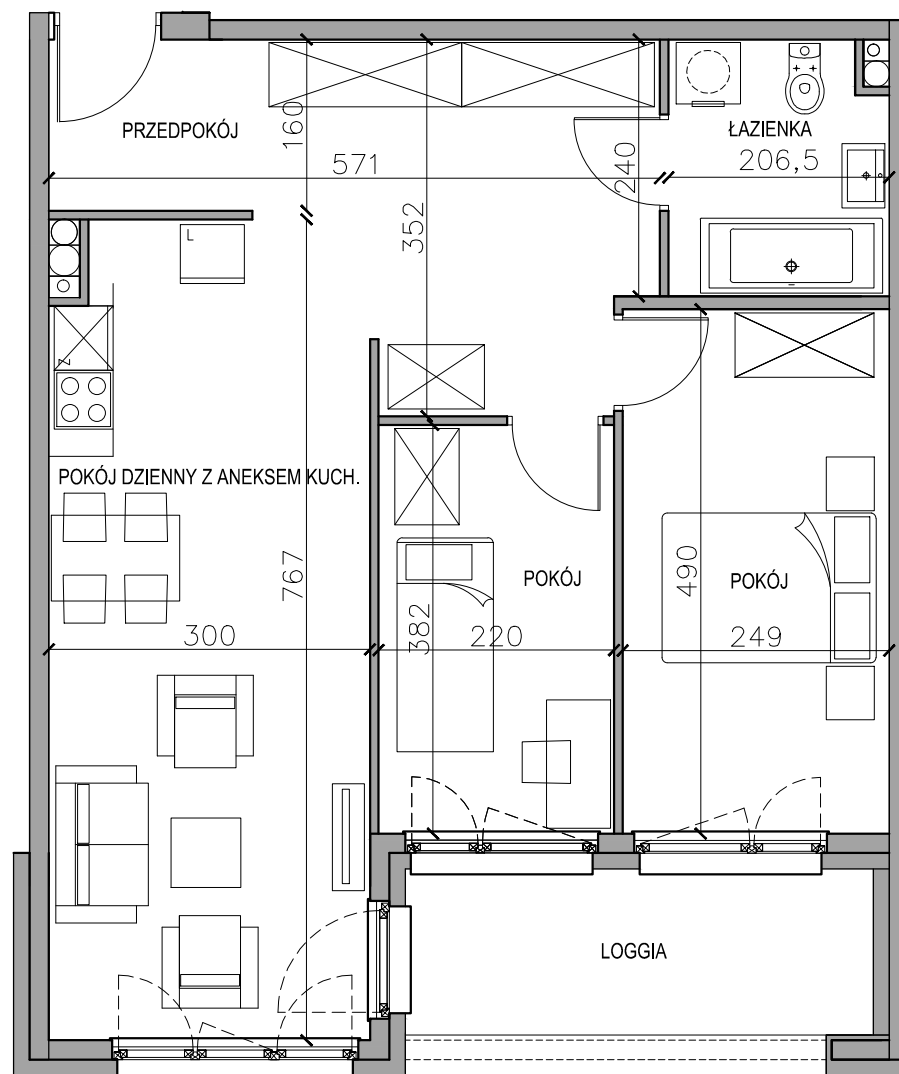 PRZEDPOKÓJ
160
571
352
240
ŁAZIENKA
206,5
L
Z
POKÓJ DZIENNY Z ANEKSEM KUCH.
767
300
382
220
POKÓJ
490
POKÓJ
249
LOGGIA